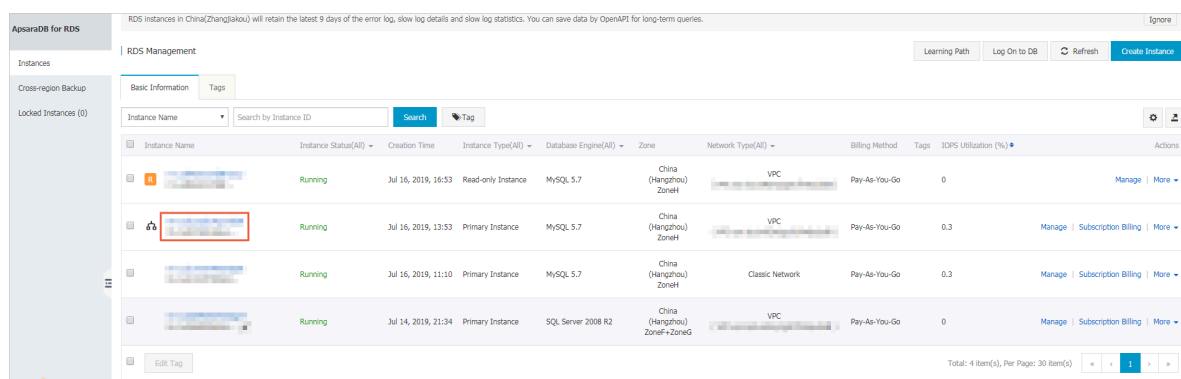 ApsaraDB for RDS
Instances
Cross-region Backup
Locked Instances (0)
RDS instances in China(Zhangjiakou) will retain the latest 9 days of the error log, slow log details and slow log statistics. You can save data by OpenAPI for long-term queries.
Ignore
RDS Management
Learning Path Log On to DB Refresh Create Instance
Basic Information Tags
Instance Name Search by Instance ID Search Tag
Instance Name Instance Status(All) Creation Time Instance Type(All) Database Engine(All) Zone Network Type(All) Billing Method Tags IOPS Utilization (%) Actions
R Running Jul 16, 2019, 16:53 Read-only Instance MySQL 5.7 China (Hangzhou) ZoneH VPC Pay-As-You-Go 0 Manage | More
Running Jul 16, 2019, 13:53 Primary Instance MySQL 5.7 China (Hangzhou) ZoneH VPC Pay-As-You-Go 0.3 Manage | Subscription Billing | More
Running Jul 16, 2019, 11:10 Primary Instance MySQL 5.7 China (Hangzhou) ZoneH Classic Network Pay-As-You-Go 0.3 Manage | Subscription Billing | More
Running Jul 14, 2019, 21:34 Primary Instance SQL Server 2008 R2 China (Hangzhou) ZoneF+ZoneG VPC Pay-As-You-Go 0 Manage | Subscription Billing | More
Edit Tag Total: 4 item(s), Per Page: 30 item(s) « ‹ 1 › »